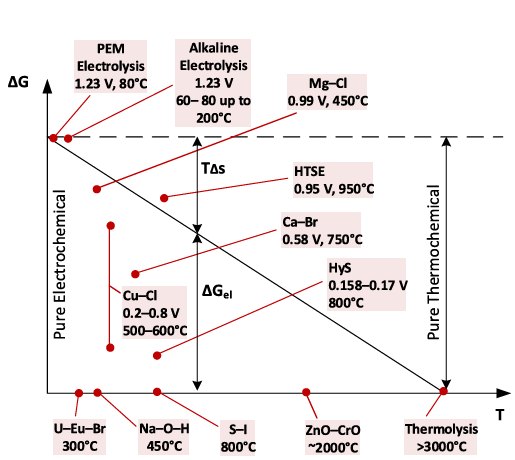 PEM
Electrolysis
1.23 V, 80°C
Alkaline
Electrolysis
1.23 V
60– 80 up to
200°C
Mg–Cl
0.99 V, 450°C
ΔG
TΔs
HTSE
0.95 V, 950°C
Ca–Br
0.58 V, 750°C
HyS
0.158–0.17 V
800°C
Pure Electrochemical
Pure Thermochemical
Cu–Cl
0.2–0.8 V
500–600°C
ΔGel
T
U–Eu–Br
300°C
Na–O–H
450°C
S–I
800°C
ZnO–CrO
~2000°C
Thermolysis
>3000°C